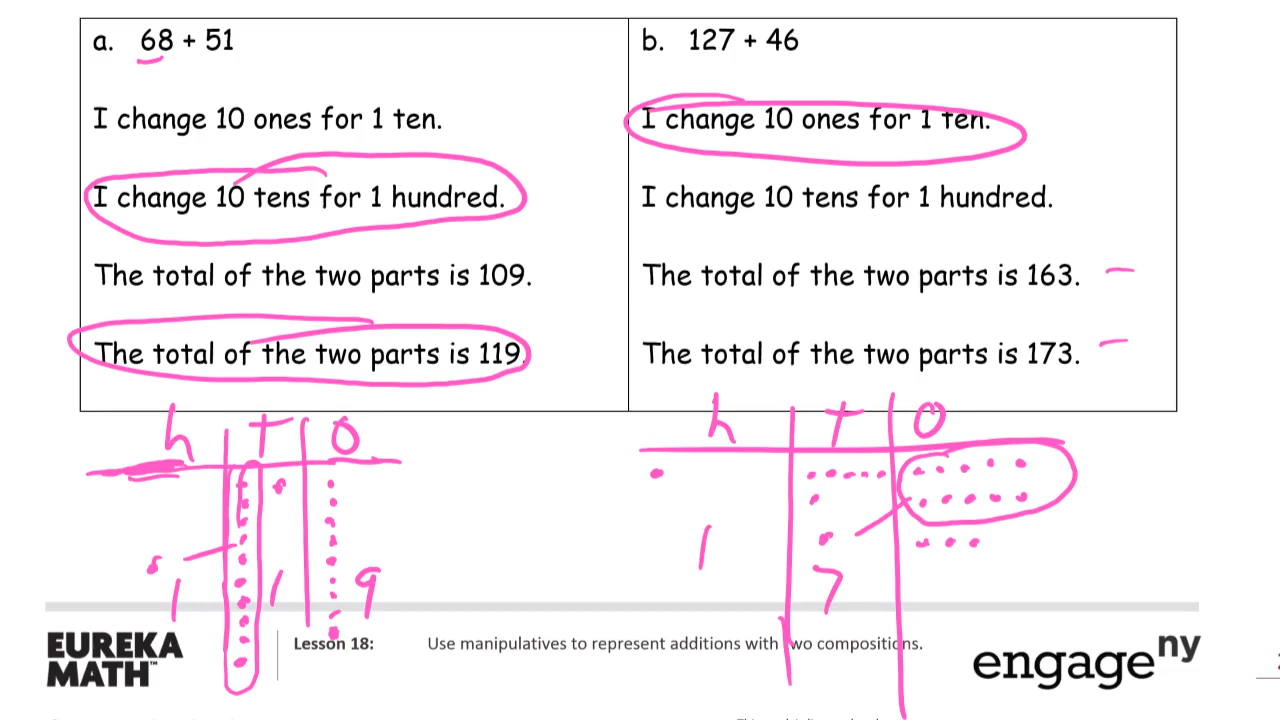 a. 68 + 51
I change 10 ones for 1 ten.
I change 10 tens for 1 hundred.
The total of the two parts is 109.
The total of the two parts is 119.
b. 127 + 46
I change 10 ones for 1 ten.
I change 10 tens for 1 hundred.
The total of the two parts is 163.
The total of the two parts is 173.
h T O
1 1 9
h T O
1 7
EUREKA
MATH™
Lesson 18: Use manipulatives to represent additions with two compositions.
engageny